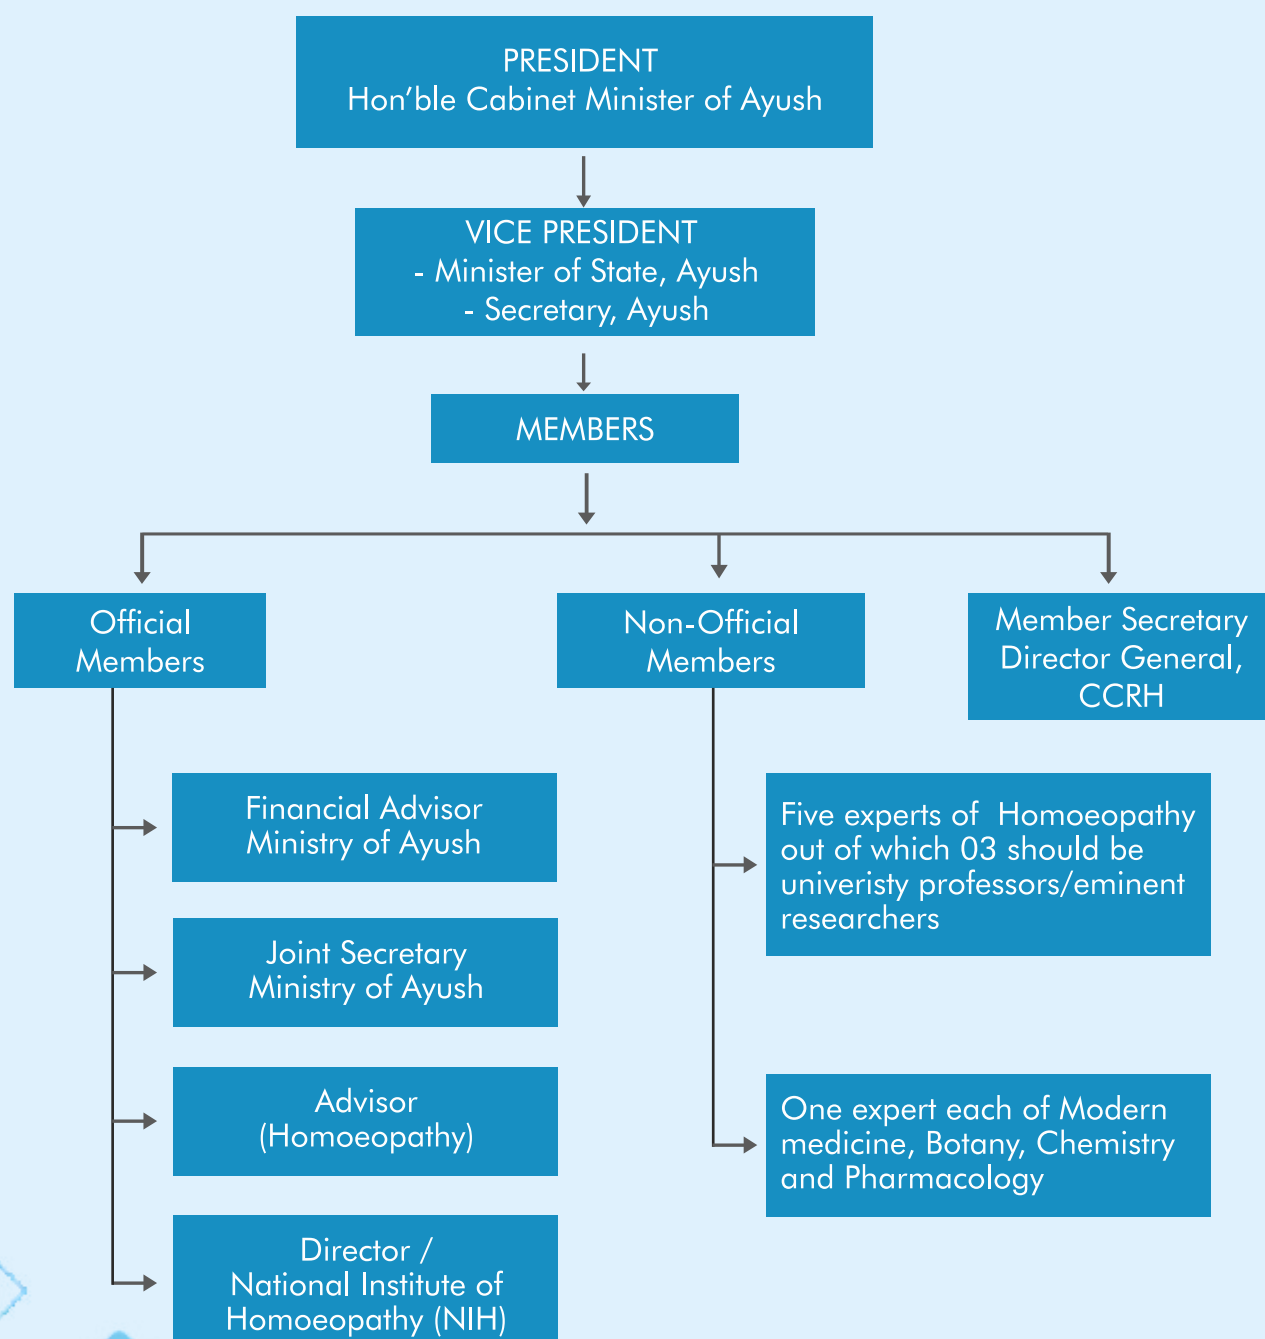 PRESIDENT
Hon'ble Cabinet Minister of Ayush
VICE PRESIDENT
- Minister of State, Ayush
- Secretary, Ayush
MEMBERS
Official
Members
Financial Advisor
Ministry of Ayush
Joint Secretary
Ministry of Ayush
Advisor
(Homoeopathy)
Director /
National Institute of
Homoeopathy (NIH)
Non-Official
Members
Five experts of Homoeopathy
out of which 03 should be
univeristy professors/eminent
researchers
One expert each of Modern
medicine, Botany, Chemistry
and Pharmacology
Member Secretary
Director General,
CCRH